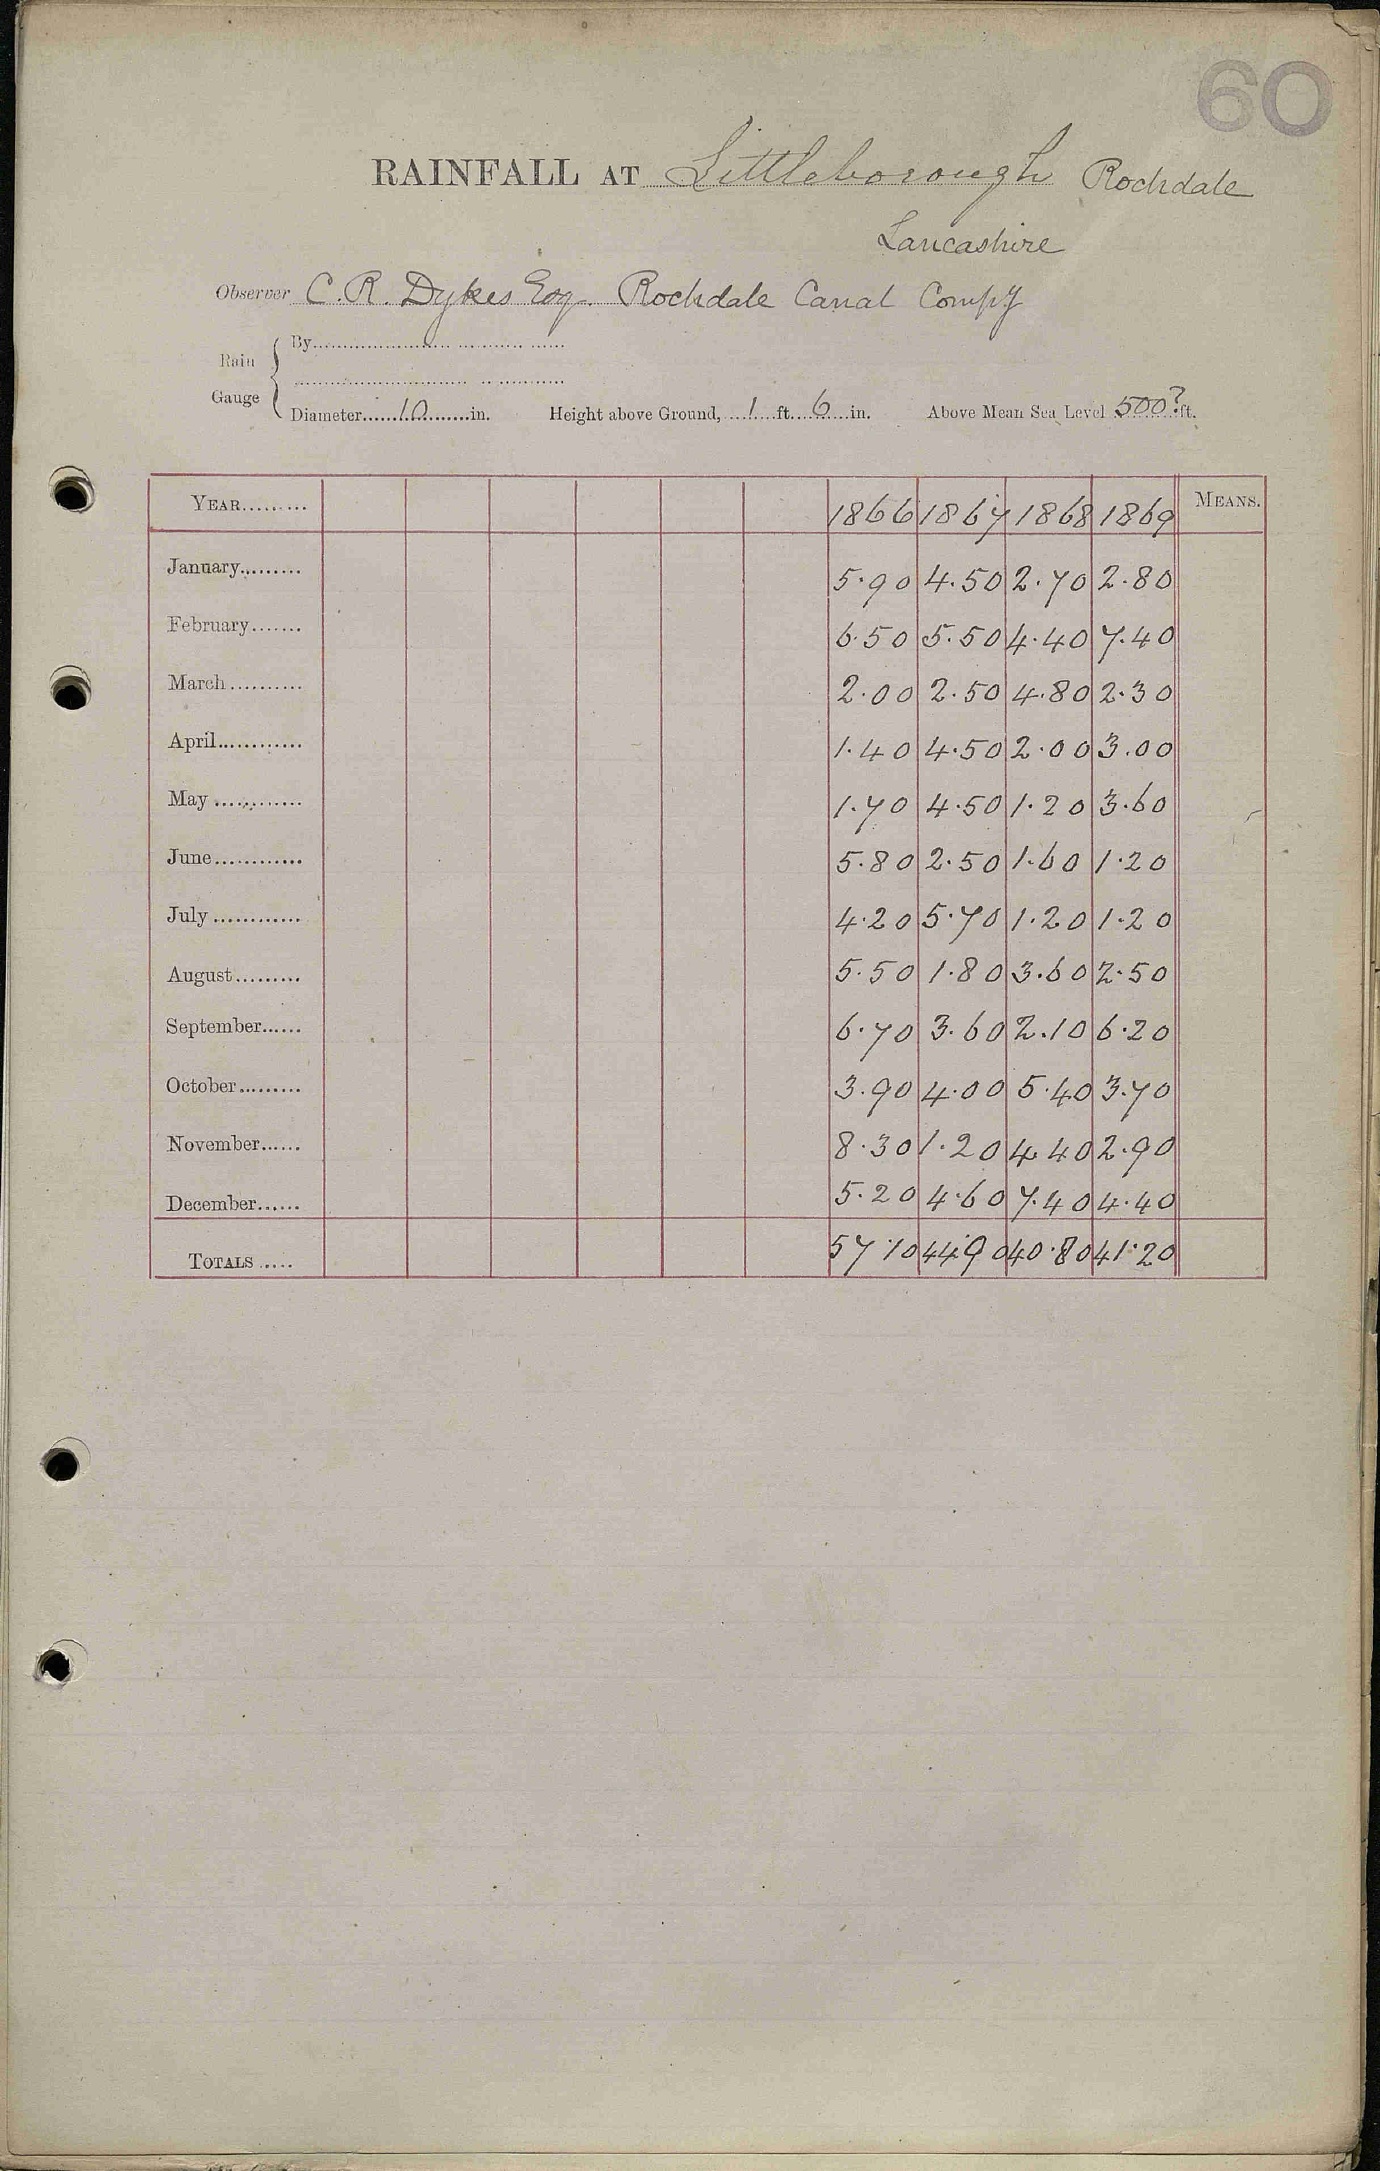 60
RAINFALL AT Littleborough Rochdale
Lancashire
Observer C. R. Dykes Esq. Rochdale Canal Compy
Rain Gauge
By
Diameter 10 in. Height above Ground, 1 ft. 6 in. Above Mean Sea Level 500? ft.
YEAR 1866 1867 1868 1869 MEANS.
January 5.90 4.50 2.70 2.80
February 6.50 5.50 4.40 7.40
March 2.00 2.50 4.80 2.30
April 1.40 4.50 2.00 3.00
May 1.70 4.50 1.20 3.60
June 5.80 2.50 1.60 1.20
July 4.20 5.70 1.20 1.20
August 5.50 1.80 3.60 2.50
September 6.70 3.60 2.10 6.20
October 3.90 4.00 5.40 3.70
November 8.30 1.20 4.40 2.90
December 5.20 4.60 7.40 4.40
TOTALS 57.10 44.90 40.80 41.20